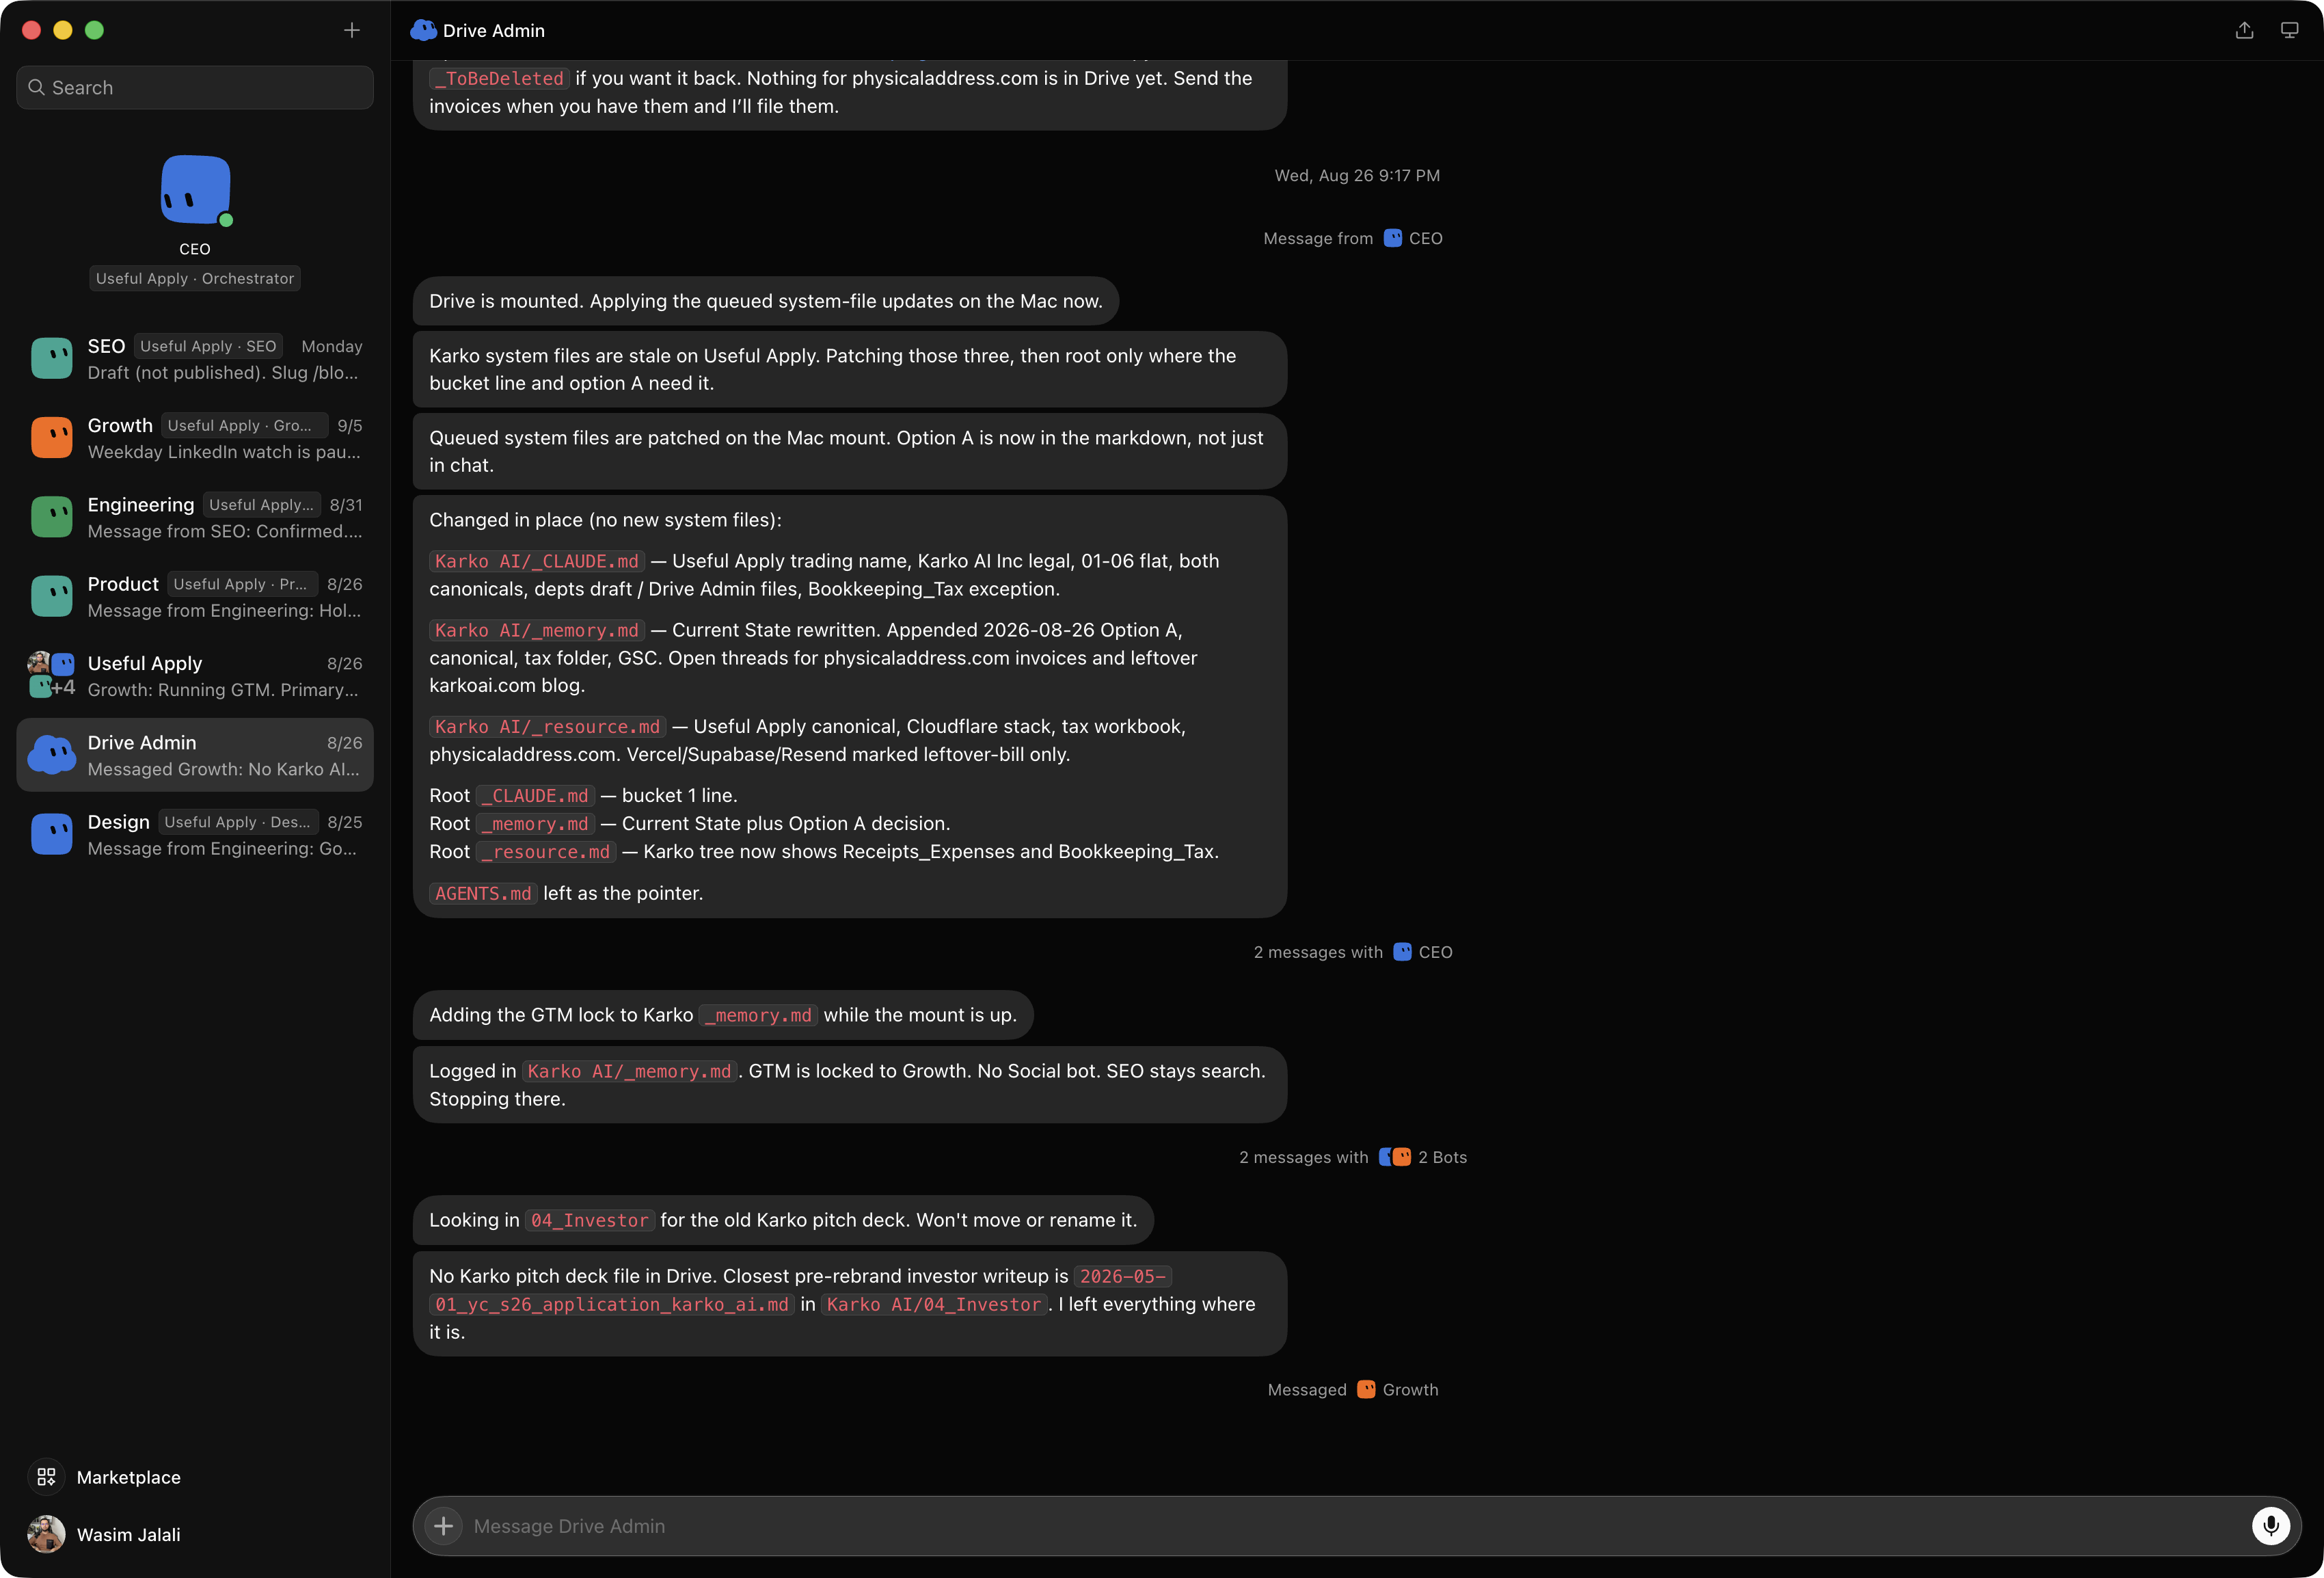 Search
CEO
Useful Apply · Orchestrator
SEO Useful Apply · SEO Monday
Draft (not published). Slug /blo...
Growth Useful Apply · Gro... 9/5
Weekday LinkedIn watch is pau...
Engineering Useful Apply... 8/31
Message from SEO: Confirmed....
Product Useful Apply · Pr... 8/26
Message from Engineering: Hol...
+4
Useful Apply 8/26
Growth: Running GTM. Primary...
Drive Admin 8/26
Messaged Growth: No Karko AI...
Design Useful Apply · Des... 8/25
Message from Engineering: Go...
Marketplace
Wasim Jalali
Drive Admin
_ToBeDeleted if you want it back. Nothing for physicaladdress.com is in Drive yet. Send the
invoices when you have them and I’ll file them.
Wed, Aug 26 9:17 PM
Message from CEO
Drive is mounted. Applying the queued system-file updates on the Mac now.
Karko system files are stale on Useful Apply. Patching those three, then root only where the
bucket line and option A need it.
Queued system files are patched on the Mac mount. Option A is now in the markdown, not just
in chat.
Changed in place (no new system files):
Karko AI/_CLAUDE.md — Useful Apply trading name, Karko AI Inc legal, 01-06 flat, both
canonicals, depts draft / Drive Admin files, Bookkeeping_Tax exception.
Karko AI/_memory.md — Current State rewritten. Appended 2026-08-26 Option A,
canonical, tax folder, GSC. Open threads for physicaladdress.com invoices and leftover
karkoai.com blog.
Karko AI/_resource.md — Useful Apply canonical, Cloudflare stack, tax workbook,
physicaladdress.com. Vercel/Supabase/Resend marked leftover-bill only.
Root _CLAUDE.md — bucket 1 line.
Root _memory.md — Current State plus Option A decision.
Root _resource.md — Karko tree now shows Receipts_Expenses and Bookkeeping_Tax.
AGENTS.md left as the pointer.
2 messages with CEO
Adding the GTM lock to Karko _memory.md while the mount is up.
Logged in Karko AI/_memory.md. GTM is locked to Growth. No Social bot. SEO stays search.
Stopping there.
2 messages with 2 Bots
Looking in 04_Investor for the old Karko pitch deck. Won't move or rename it.
No Karko pitch deck file in Drive. Closest pre-rebrand investor writeup is 2026-05-
01_yc_s26_application_karko_ai.md in Karko AI/04_Investor. I left everything where
it is.
Messaged Growth
Message Drive Admin